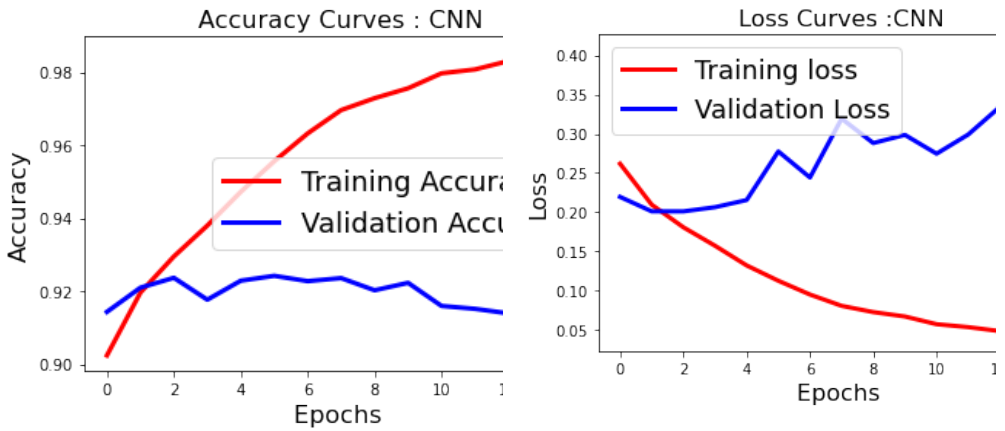 Accuracy Curves : CNN
0.98
0.96
0.94
0.92
0.90
Accuracy
Training Accura
Validation Accu
0 2 4 6 8 10 12
Epochs
Loss Curves :CNN
0.40
0.35
0.30
0.25
0.20
0.15
0.10
0.05
Loss
Training loss
Validation Loss
0 2 4 6 8 10 1
Epochs